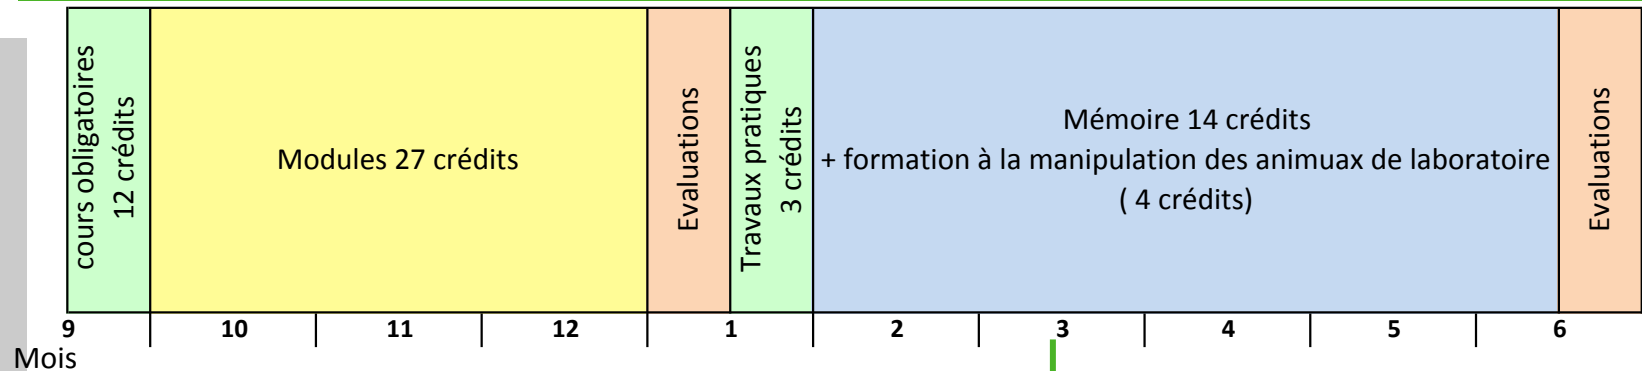 cours obligatoires
12 crédits
Modules 27 crédits
Evaluations
Travaux pratiques
3 crédits
Mémoire 14 crédits
+ formation à la manipulation des animuax de laboratoire
( 4 crédits)
Evaluations
9 10 11 12 1 2 3 4 5 6
Mois